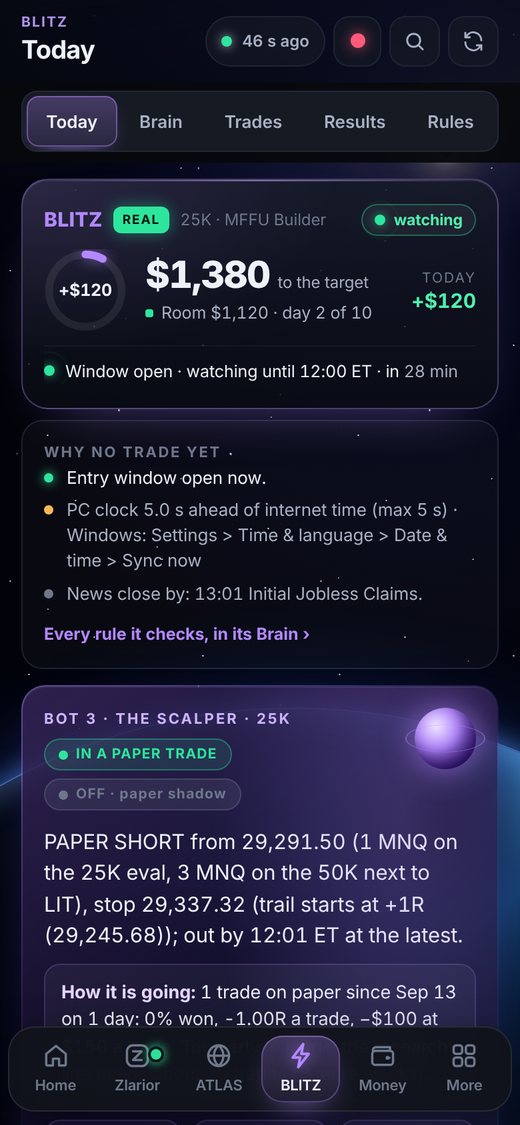 BLITZ
Today
46 s ago
Today Brain Trades Results Rules
BLITZ REAL 25K · MFFU Builder watching
+$120
$1,380 to the target
Room $1,120 · day 2 of 10
TODAY
+$120
Window open · watching until 12:00 ET · in 28 min
WHY NO TRADE YET
Entry window open now.
PC clock 5.0 s ahead of internet time (max 5 s) ·
Windows: Settings > Time & language > Date &
time > Sync now
News close by: 13:01 Initial Jobless Claims.
Every rule it checks, in its Brain ›
BOT 3 · THE SCALPER · 25K
IN A PAPER TRADE
OFF · paper shadow
PAPER SHORT from 29,291.50 (1 MNQ on
the 25K eval, 3 MNQ on the 50K next to
LIT), stop 29,337.32 (trail starts at +1R
(29,245.68)); out by 12:01 ET at the latest.
How it is going: 1 trade on paper since Sep 13
on 1 day: 0% won, -1.00R a trade, −$100 at
Home Zlarior ATLAS BLITZ Money More